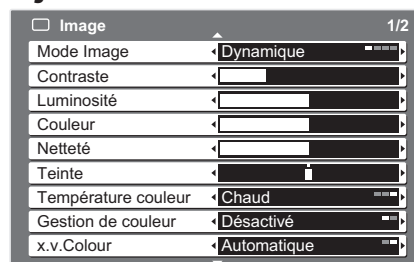 Image 1/2
Mode Image Dynamique
Contraste
Luminosité
Couleur
Netteté
Teinte
Température couleur Chaud
Gestion de couleur Désactivé
x.v.Colour Automatique